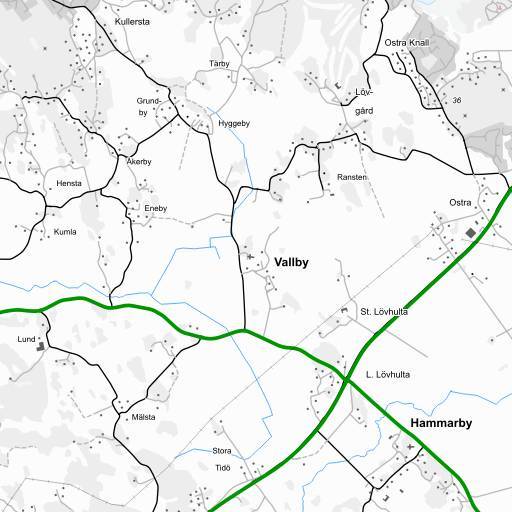 Kullersta
Östra Knall
Tärby
Löv-
gård
Grund-
by
36
Hyggeby
Åkerby
Ransten
Hensta
Östra
Eneby
Kumla
Vallby
St. Lövhulta
Lund
L. Lövhulta
Mälsta
Hammarby
Stora
Tidö